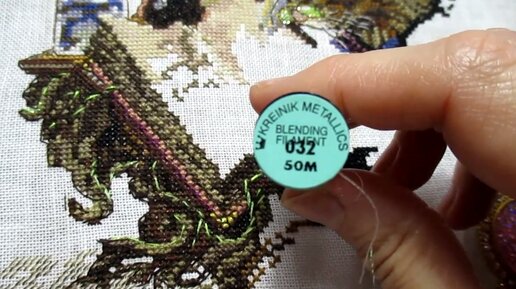 KREINIK METALLICS
BLENDING
FILAMENT
032
50M